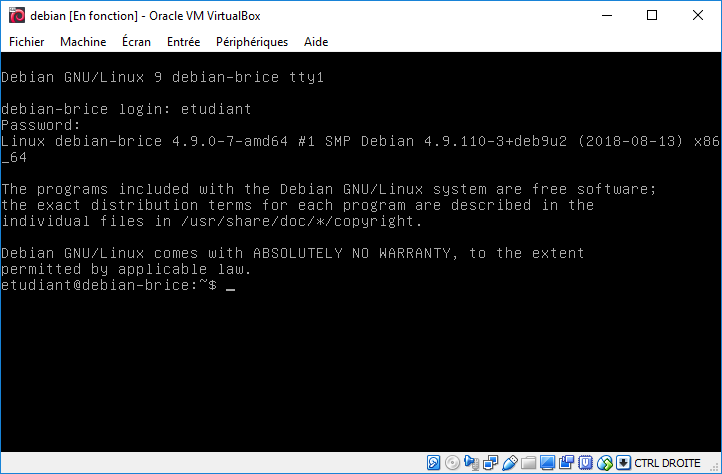 debian [En fonction] - Oracle VM VirtualBox
Fichier Machine Écran Entrée Périphériques Aide
Debian GNU/Linux 9 debian-brice tty1
debian-brice login: etudiant
Password:
Linux debian-brice 4.9.0-7-amd64 #1 SMP Debian 4.9.110-3+deb9u2 (2018-08-13) x86
_64
The programs included with the Debian GNU/Linux system are free software;
the exact distribution terms for each program are described in the
individual files in /usr/share/doc/*/copyright.
Debian GNU/Linux comes with ABSOLUTELY NO WARRANTY, to the extent
permitted by applicable law.
etudiant@debian-brice:~$ _
CTRL DROITE